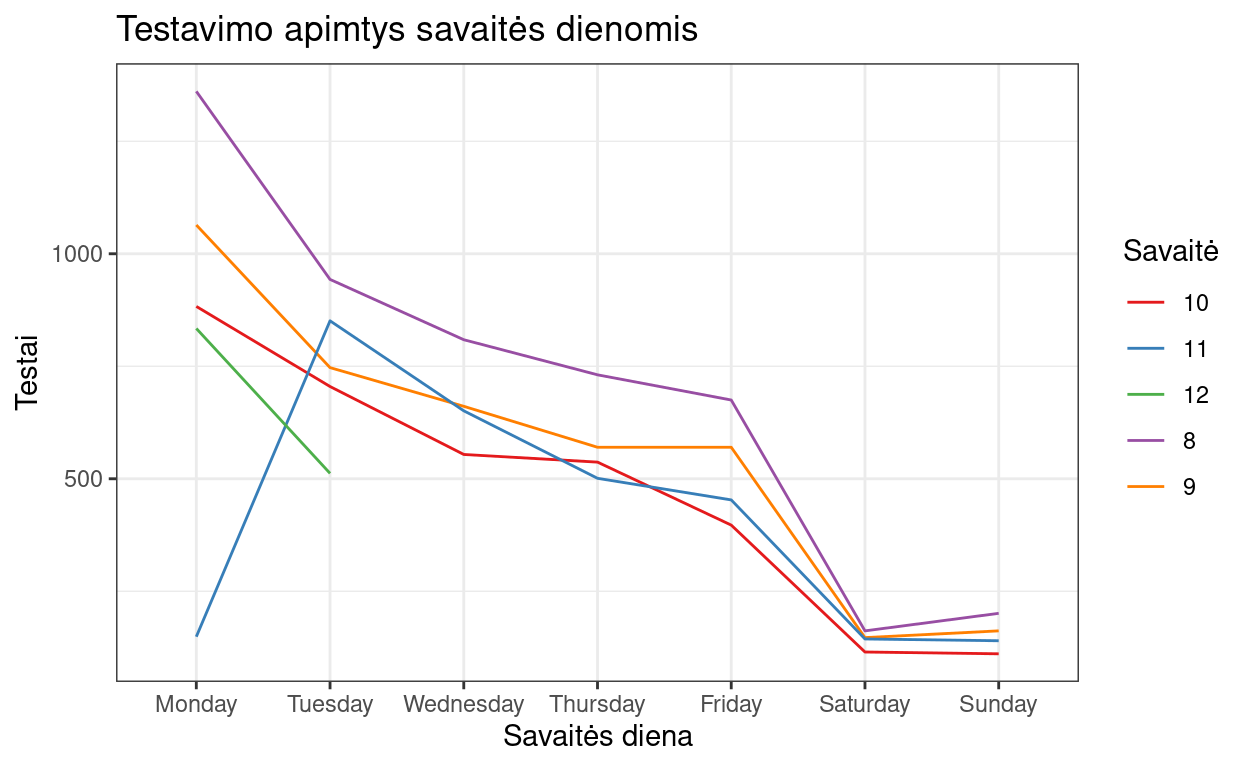 Testavimo apimtys savaitės dienomis
Testai
1000
500
Monday Tuesday Wednesday Thursday Friday Saturday Sunday
Savaitės diena
Savaitė
10
11
12
8
9